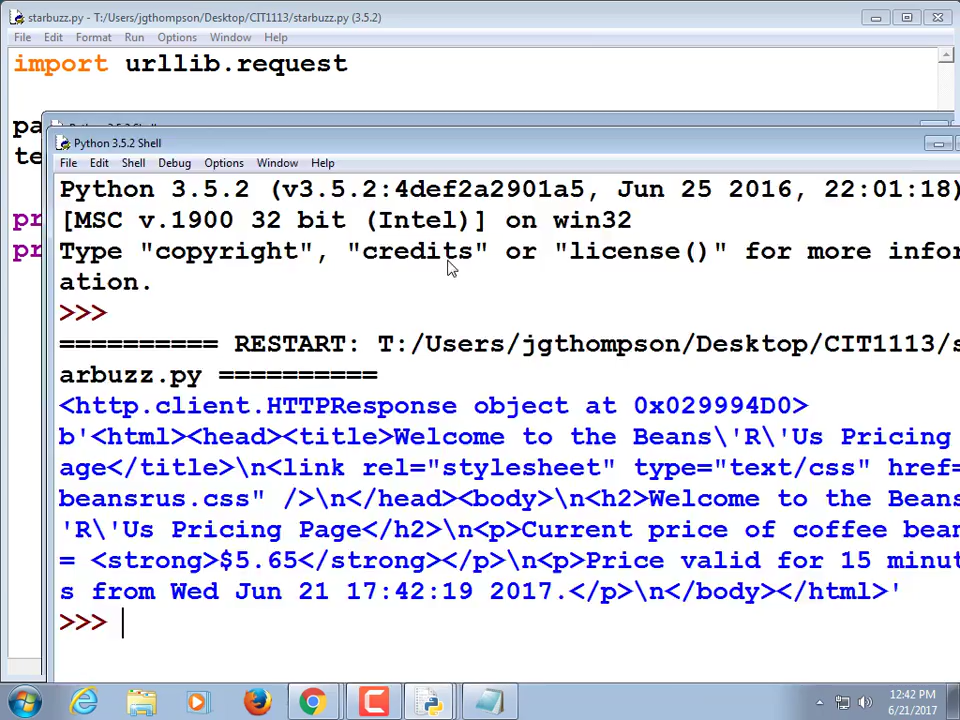 starbuzz.py - T:/Users/jgthompson/Desktop/CIT1113/starbuzz.py (3.5.2)
File Edit Format Run Options Window Help
import urllib.request
pa
te
pr
pr
Python 3.5.2 Shell
File Edit Shell Debug Options Window Help
Python 3.5.2 (v3.5.2:4def2a2901a5, Jun 25 2016, 22:01:18)
[MSC v.1900 32 bit (Intel)] on win32
Type "copyright", "credits" or "license()" for more infor
ation.
>>>
========== RESTART: T:/Users/jgthompson/Desktop/CIT1113/s
arbuzz.py ==========
<http.client.HTTPResponse object at 0x029994D0>
b'<html><head><title>Welcome to the Beans\'R\'Us Pricing
age</title>\n<link rel="stylesheet" type="text/css" href=
beansrus.css" />\n</head><body>\n<h2>Welcome to the Beans
'R\'Us Pricing Page</h2>\n<p>Current price of coffee bean
= <strong>$5.65</strong></p>\n<p>Price valid for 15 minut
s from Wed Jun 21 17:42:19 2017.</p>\n</body></html>'
>>>
12:42 PM
6/21/2017